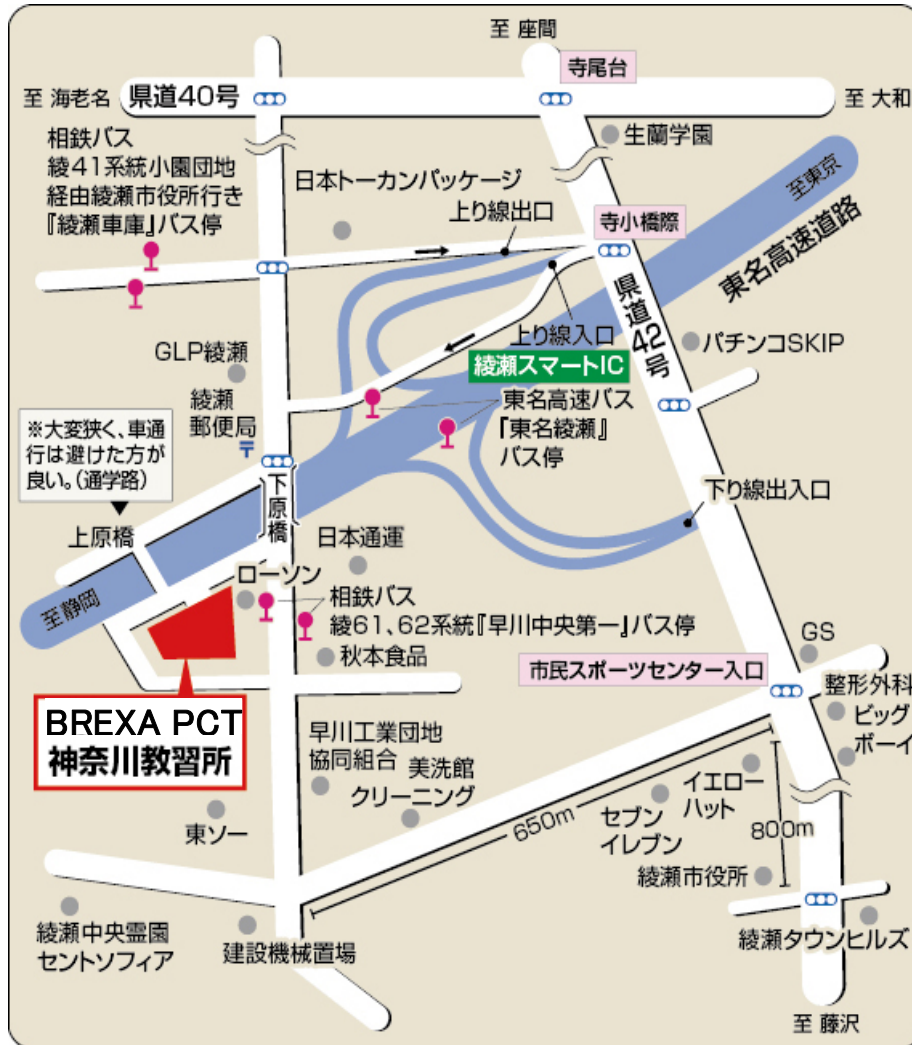 至 座間
寺尾台
至 海老名
県道40号
至 大和
相鉄バス
綾41系統小園団地
経由綾瀬市役所行き
『綾瀬車庫』バス停
生蘭学園
至東京
日本トーカンパッケージ
上り線出口
寺小橋際
東名高速道路
県道42号
上り線入口
綾瀬スマートIC
パチンコSKIP
GLP綾瀬
綾瀬
郵便局
〒
東名高速バス
『東名綾瀬』
バス停
※大変狭く、車通
行は避けた方が
良い。(通学路)
上原橋
下原橋
下り線出入口
日本通運
ローソン
至静岡
相鉄バス
綾61、62系統『早川中央第一』バス停
秋本食品
GS
市民スポーツセンター入口
整形外科
ビッグ
ボーイ
BREXA PCT
神奈川教習所
早川工業団地
協同組合
美洗館
クリーニング
イエロー
ハット
セブン
イレブン
650m
800m
東ソー
綾瀬市役所
綾瀬中央霊園
セントソフィア
建設機械置場
綾瀬タウンヒルズ
至 藤沢